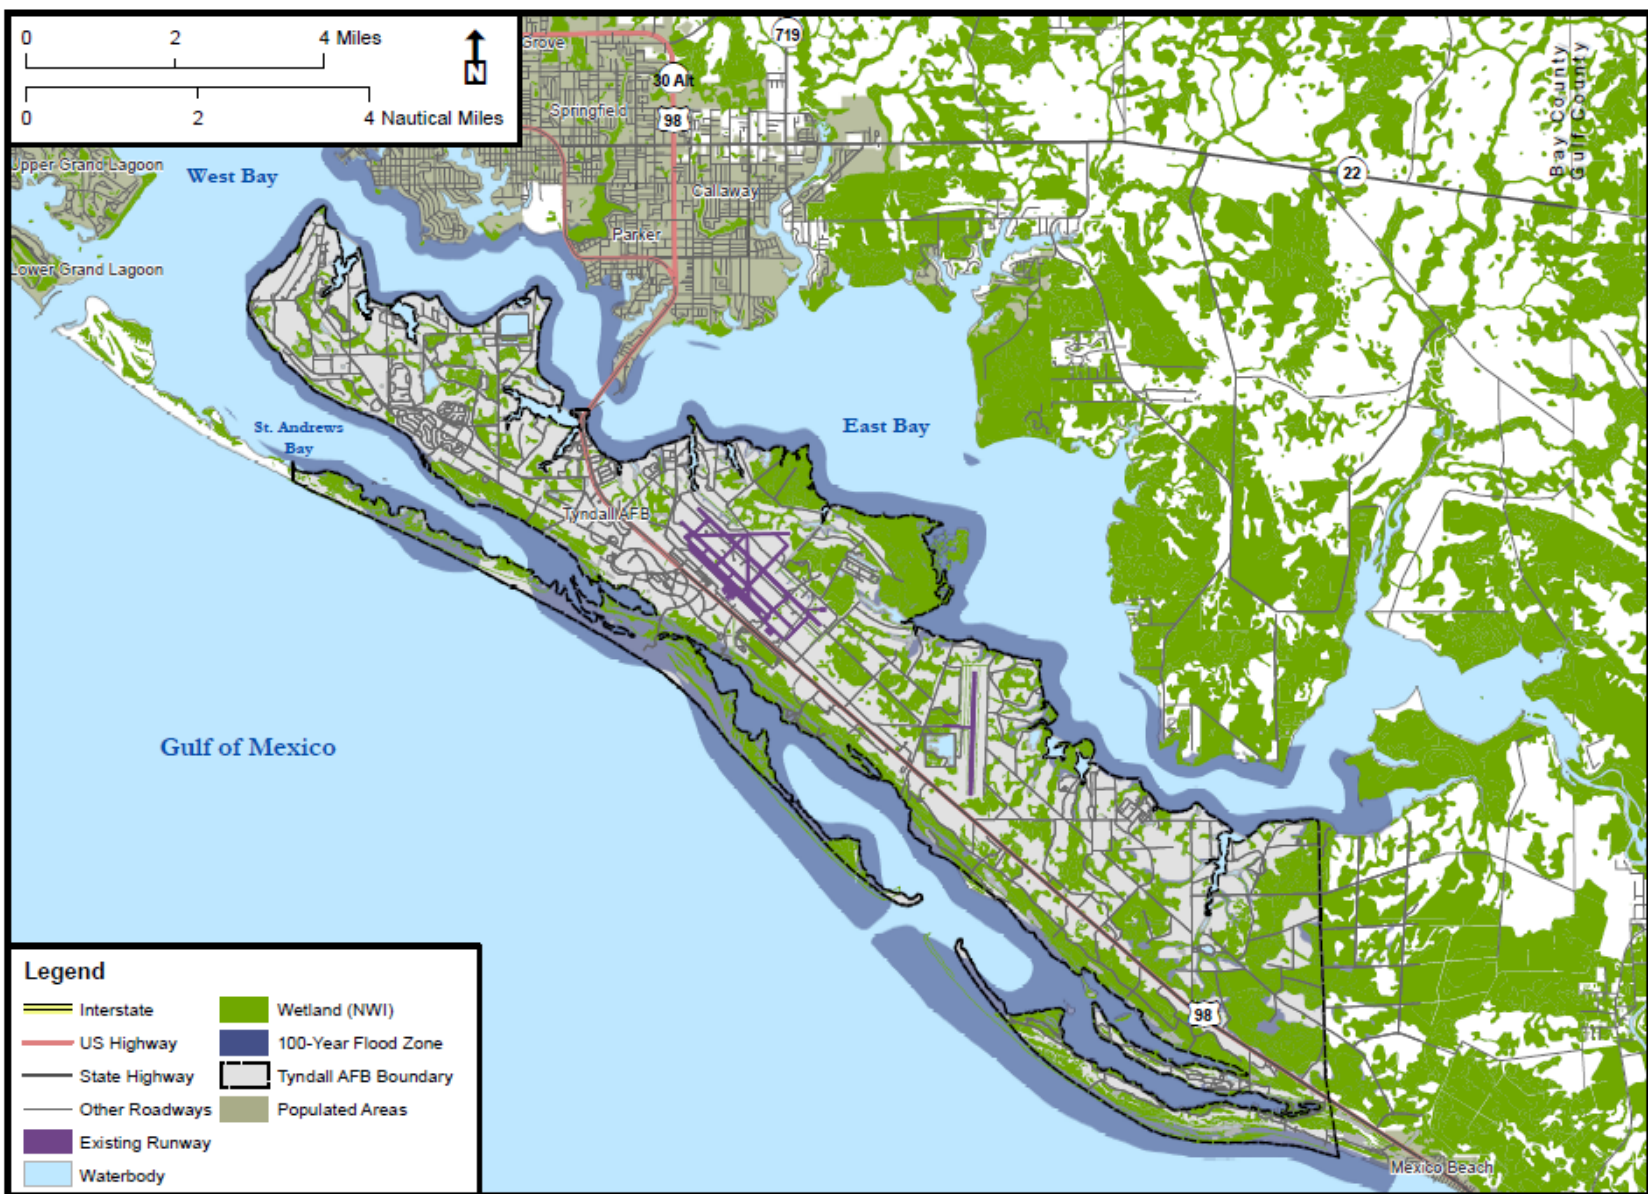 0 2 4 Miles
N
0 2 4 Nautical Miles
Grove
719
30 Alt
Springfield
98
Bay County
Gulf County
Upper Grand Lagoon
West Bay
Callaway
22
Parker
Lower Grand Lagoon
St. Andrews
Bay
East Bay
Tyndall AFB
Gulf of Mexico
98
Mexico Beach
Legend
Interstate
US Highway
State Highway
Other Roadways
Existing Runway
Waterbody
Wetland (NWI)
100-Year Flood Zone
Tyndall AFB Boundary
Populated Areas